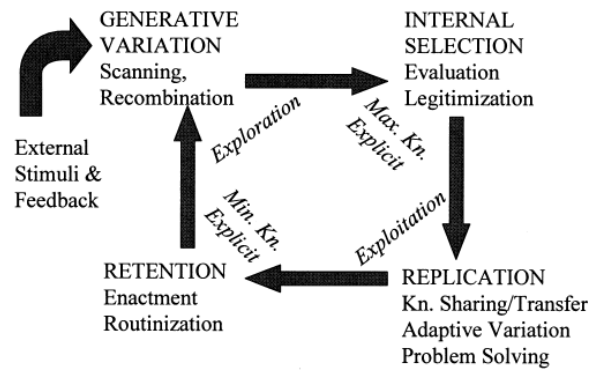 GENERATIVE
VARIATION
Scanning,
Recombination
INTERNAL
SELECTION
Evaluation
Legitimization
External
Stimuli &
Feedback
Exploration
Max. Kn.
Explicit
Min. Kn.
Explicit
Exploitation
RETENTION
Enactment
Routinization
REPLICATION
Kn. Sharing/Transfer
Adaptive Variation
Problem Solving